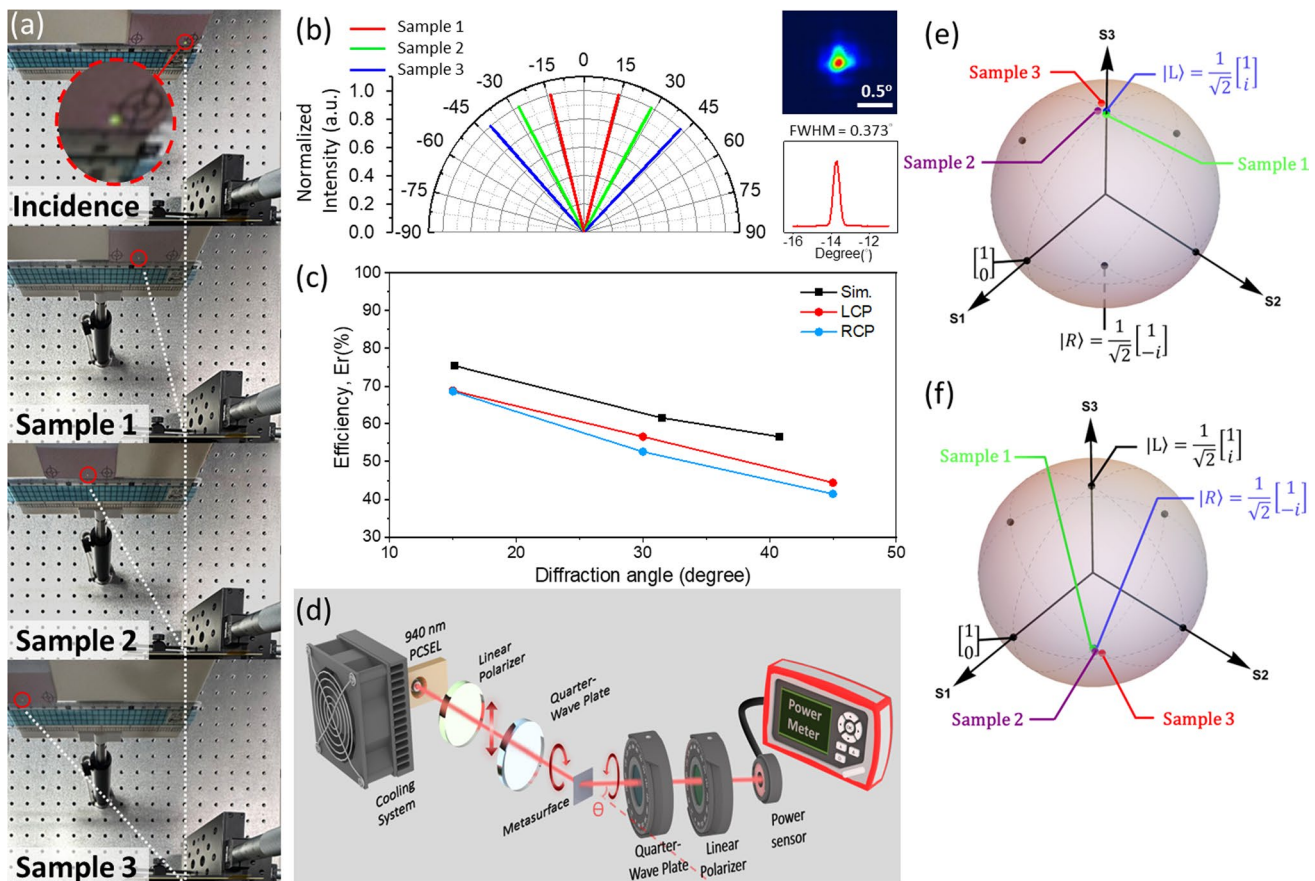 (a)
Incidence
Sample 1
Sample 2
Sample 3
(b)
Sample 1
Sample 2
Sample 3
Normalized
Intensity (a.u.)
1.0
0.8
0.6
0.4
0.2
0.0
-90
-75
-60
-45
-30
-15
0
15
30
45
60
75
90
0.5°
FWHM = 0.373°
-16
-14
-12
Degree(°)
(c)
Efficiency, Er(%)
100
90
80
70
60
50
40
30
10
20
30
40
50
Diffraction angle (degree)
Sim.
LCP
RCP
(d)
940 nm
PCSEL
Linear
Polarizer
Quarter-
Wave Plate
Cooling
System
Metasurface
Θ
Quarter-
Wave Plate
Linear
Polarizer
Power
sensor
Power
Meter
(e)
S3
Sample 3
|L⟩ = 1/√2 [1 i]
Sample 2
Sample 1
[1 0]
S1
S2
|R⟩ = 1/√2 [1 -i]
(f)
S3
|L⟩ = 1/√2 [1 i]
Sample 1
|R⟩ = 1/√2 [1 -i]
[1 0]
S1
S2
Sample 2
Sample 3